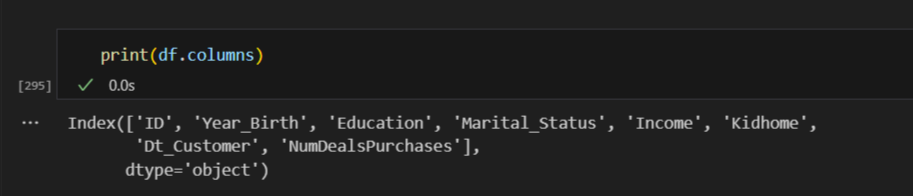 print(df.columns)
[295] ✓ 0.0s
... Index(['ID', 'Year_Birth', 'Education', 'Marital_Status', 'Income', 'Kidhome',
'Dt_Customer', 'NumDealsPurchases'],
dtype='object')